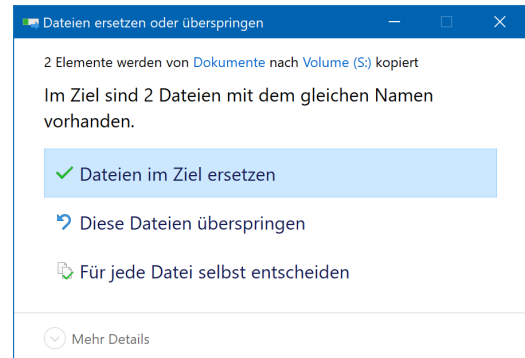 Dateien ersetzen oder überspringen
2 Elemente werden von Dokumente nach Volume (S:) kopiert
Im Ziel sind 2 Dateien mit dem gleichen Namen
vorhanden.
Dateien im Ziel ersetzen
Diese Dateien überspringen
Für jede Datei selbst entscheiden
Mehr Details